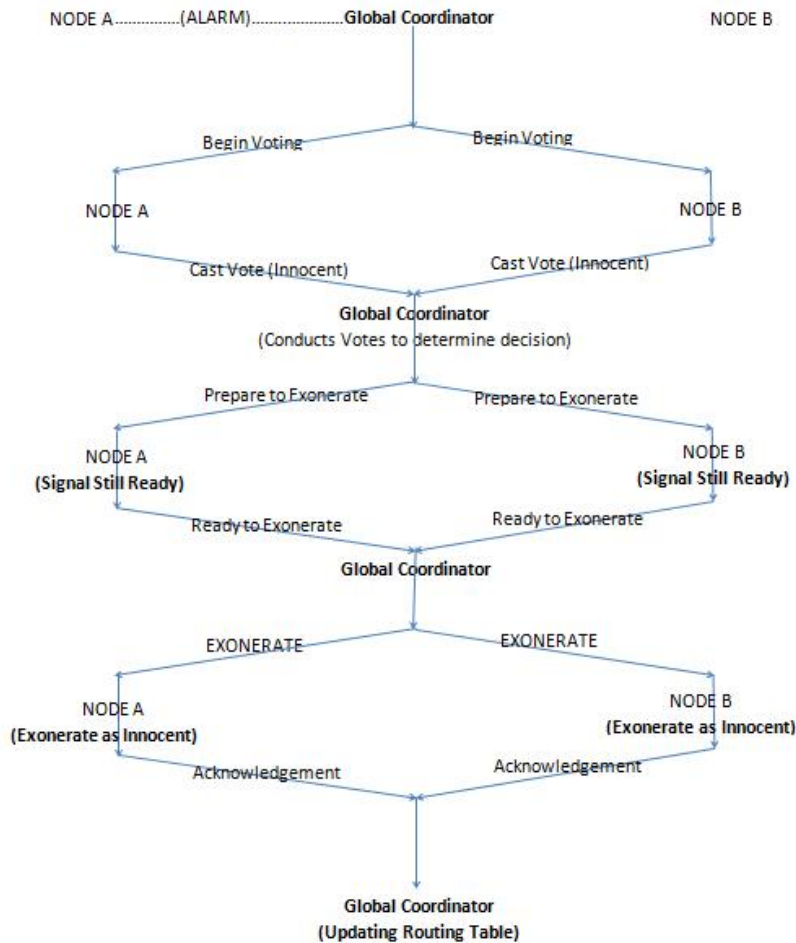 NODE A................(ALARM)......................Global Coordinator NODE B
Begin Voting Begin Voting
NODE A NODE B
Cast Vote (Innocent) Cast Vote (Innocent)
Global Coordinator
(Conducts Votes to determine decision)
Prepare to Exonerate Prepare to Exonerate
NODE A NODE B
(Signal Still Ready) (Signal Still Ready)
Ready to Exonerate Ready to Exonerate
Global Coordinator
EXONERATE EXONERATE
NODE A NODE B
(Exonerate as Innocent) (Exonerate as Innocent)
Acknowledgement Acknowledgement
Global Coordinator
(Updating Routing Table)